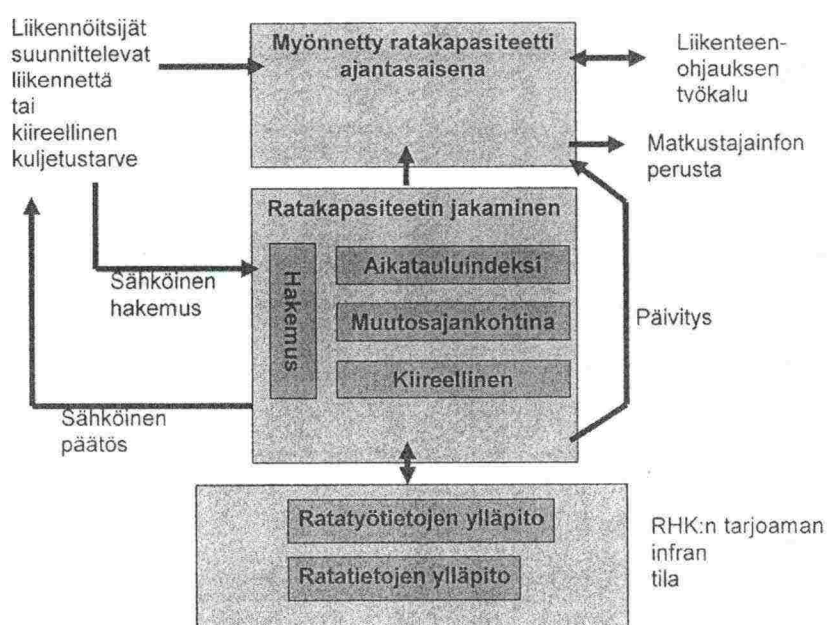 Liikennöitsijät
suunnittelevat
liikennettä
tai
kiireellinen
kuljetustarve
Myönnetty ratakapasiteetti
ajantasaisena
Liikenteen-
ohjauksen
tvökalu
Matkustajainfon
perusta
Ratakapasiteetin jakaminen
Hakemus
Aikatauluindeksi
Muutosajankohtina
Kiireellinen
Sähköinen
hakemus
Päivitys
Sähköinen
päätös
Ratatyötietojen ylläpito
Ratatietojen ylläpito
RHK:n tarjoaman
infran
tila